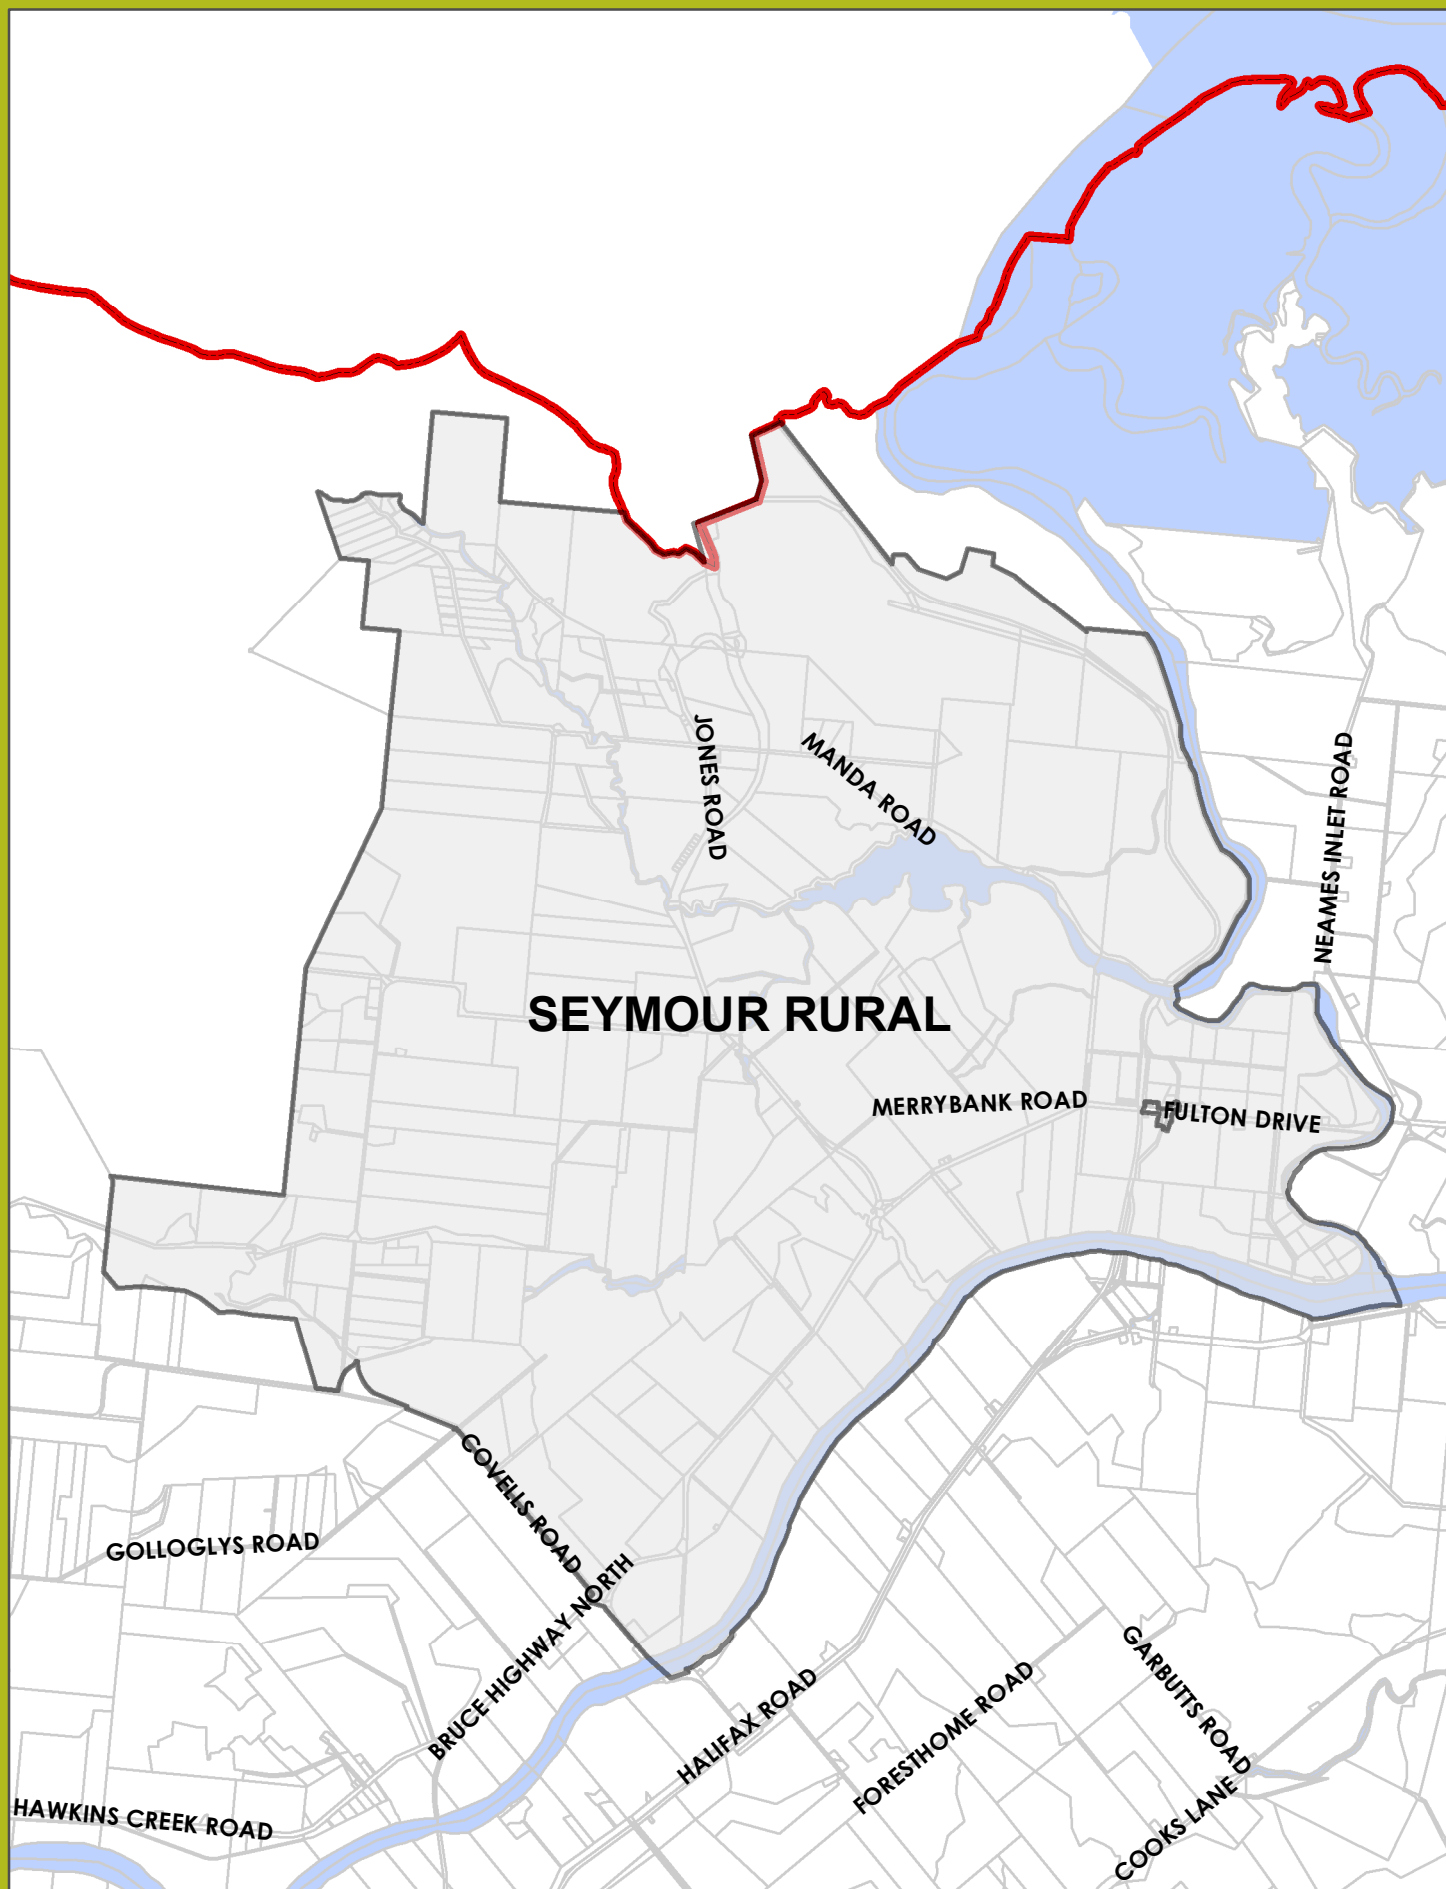 JONES ROAD
MANDA ROAD
NEAMES INLET ROAD
SEYMOUR RURAL
MERRYBANK ROAD
FULTON DRIVE
COVELLS ROAD
GOLLOGLYS ROAD
BRUCE HIGHWAY NORTH
HALIFAX ROAD
FORESTHOME ROAD
GARBUTTS ROAD
COOKS LANE
HAWKINS CREEK ROAD